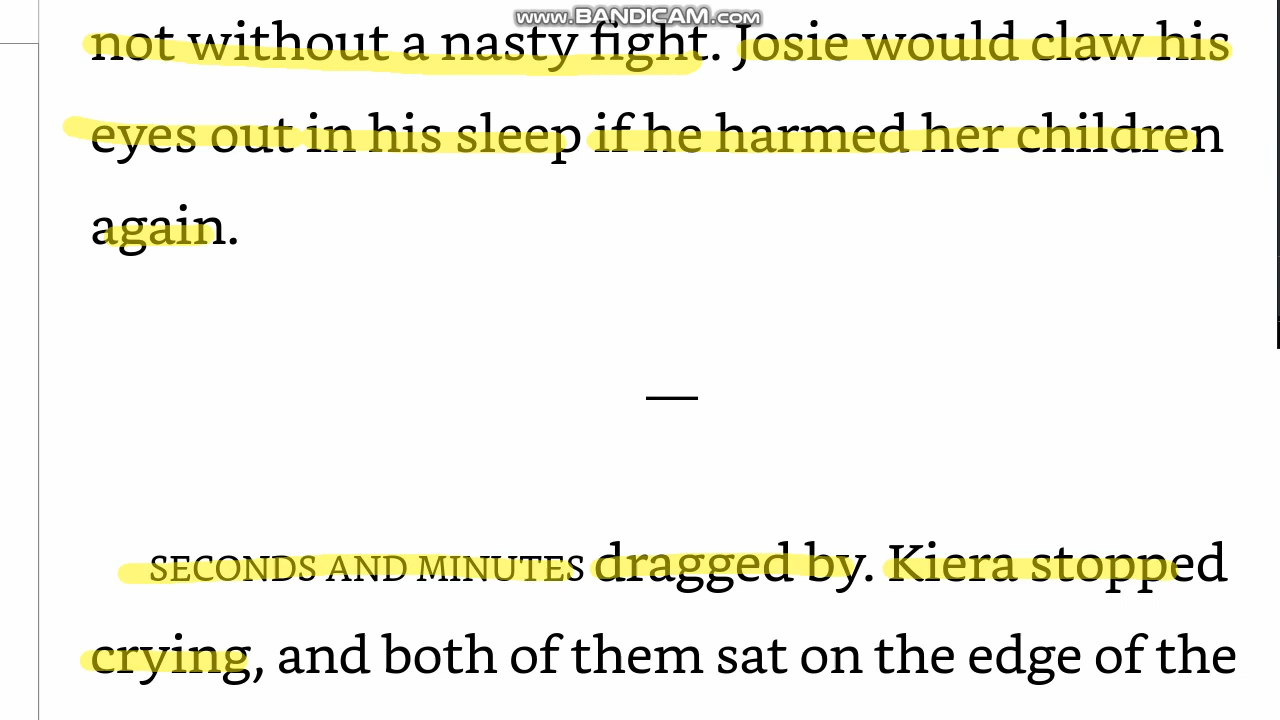 www.BANDICAM.com
not without a nasty fight. Josie would claw his
eyes out in his sleep if he harmed her children
again.
—
SECONDS AND MINUTES dragged by. Kiera stopped
crying, and both of them sat on the edge of the